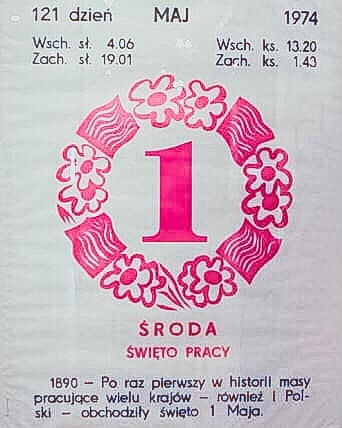 121 dzień MAJ 1974
Wsch. sł. 4.06 Wsch. ks. 13.20
Zach. sł. 19.01 Zach. ks. 1.43
1
ŚRODA
ŚWIĘTO PRACY
1890 — Po raz pierwszy w historii masy
pracujące wielu krajów — również i Pol-
ski — obchodziły święto 1 Maja.